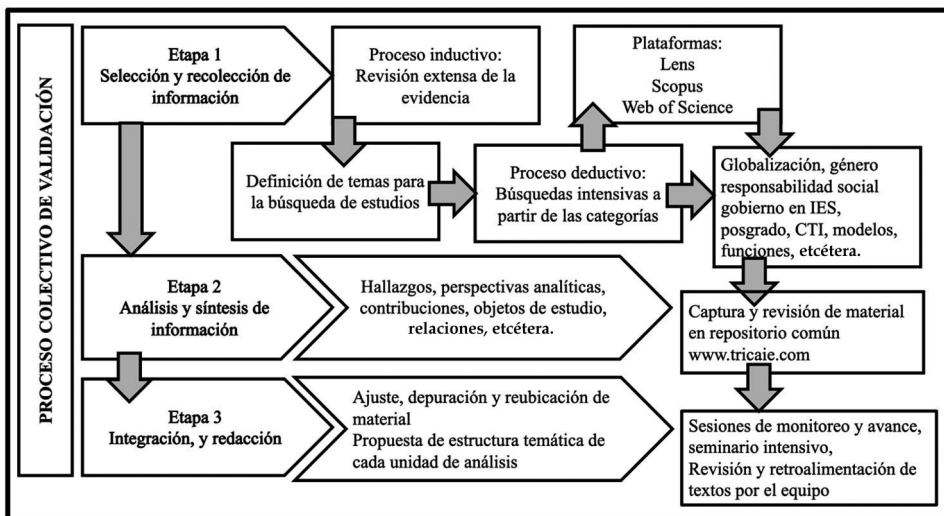 PROCESO COLECTIVO DE VALIDACIÓN
Etapa 1
Selección y recolección de
información
Proceso inductivo:
Revisión extensa de la
evidencia
Plataformas:
Lens
Scopus
Web of Science
Definición de temas para
la búsqueda de estudios
Proceso deductivo:
Búsquedas intensivas a
partir de las categorías
Globalización, género
responsabilidad social
gobierno en IES,
posgrado, CTI, modelos,
funciones, etcétera.
Etapa 2
Análisis y síntesis de
información
Hallazgos, perspectivas analíticas,
contribuciones, objetos de estudio,
relaciones, etcétera.
Captura y revisión de material
en repositorio común
www.tricaie.com
Etapa 3
Integración, y redacción
Ajuste, depuración y reubicación de
material
Propuesta de estructura temática de
cada unidad de análisis
Sesiones de monitoreo y avance,
seminario intensivo,
Revisión y retroalimentación de
textos por el equipo